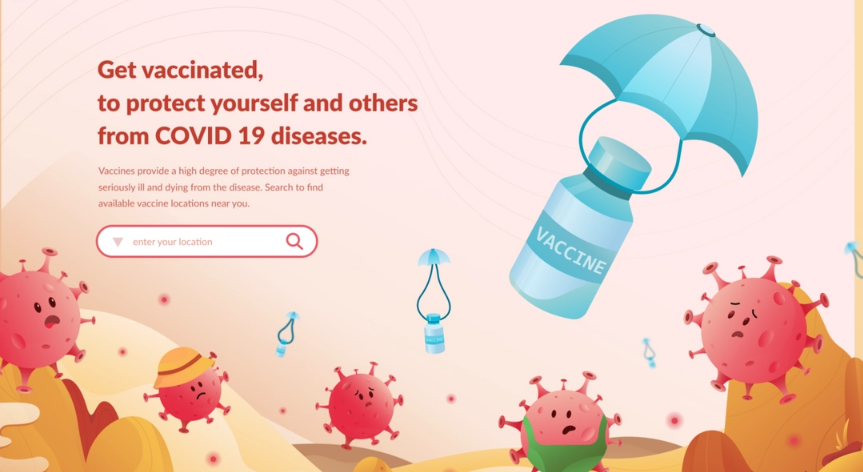 Get vaccinated,
to protect yourself and others
from COVID 19 diseases.
Vaccines provide a high degree of protection against getting
seriously ill and dying from the disease. Search to find
available vaccine locations near you.
enter your location
VACCINE